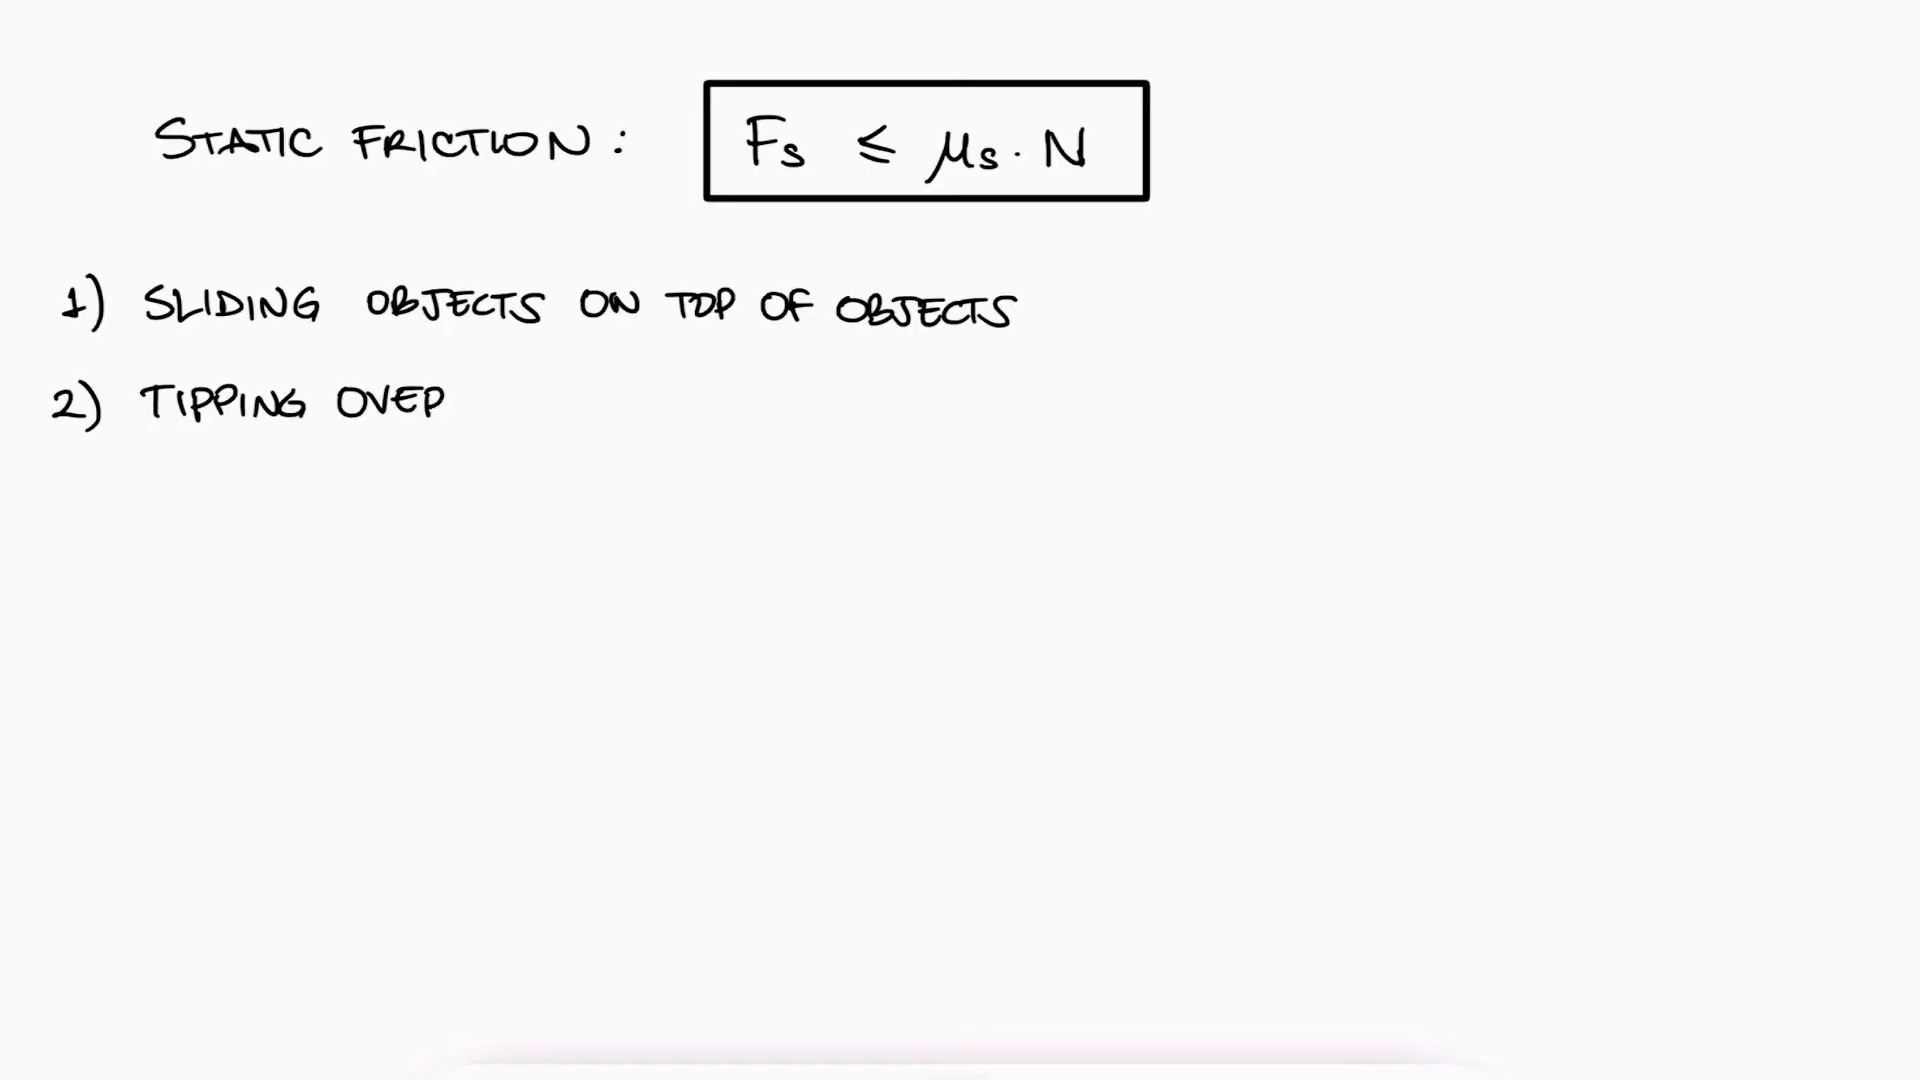 STATIC FRICTION: Fs ≤ μs · N
1) SLIDING OBJECTS ON TOP OF OBJECTS
2) TIPPING OVEP